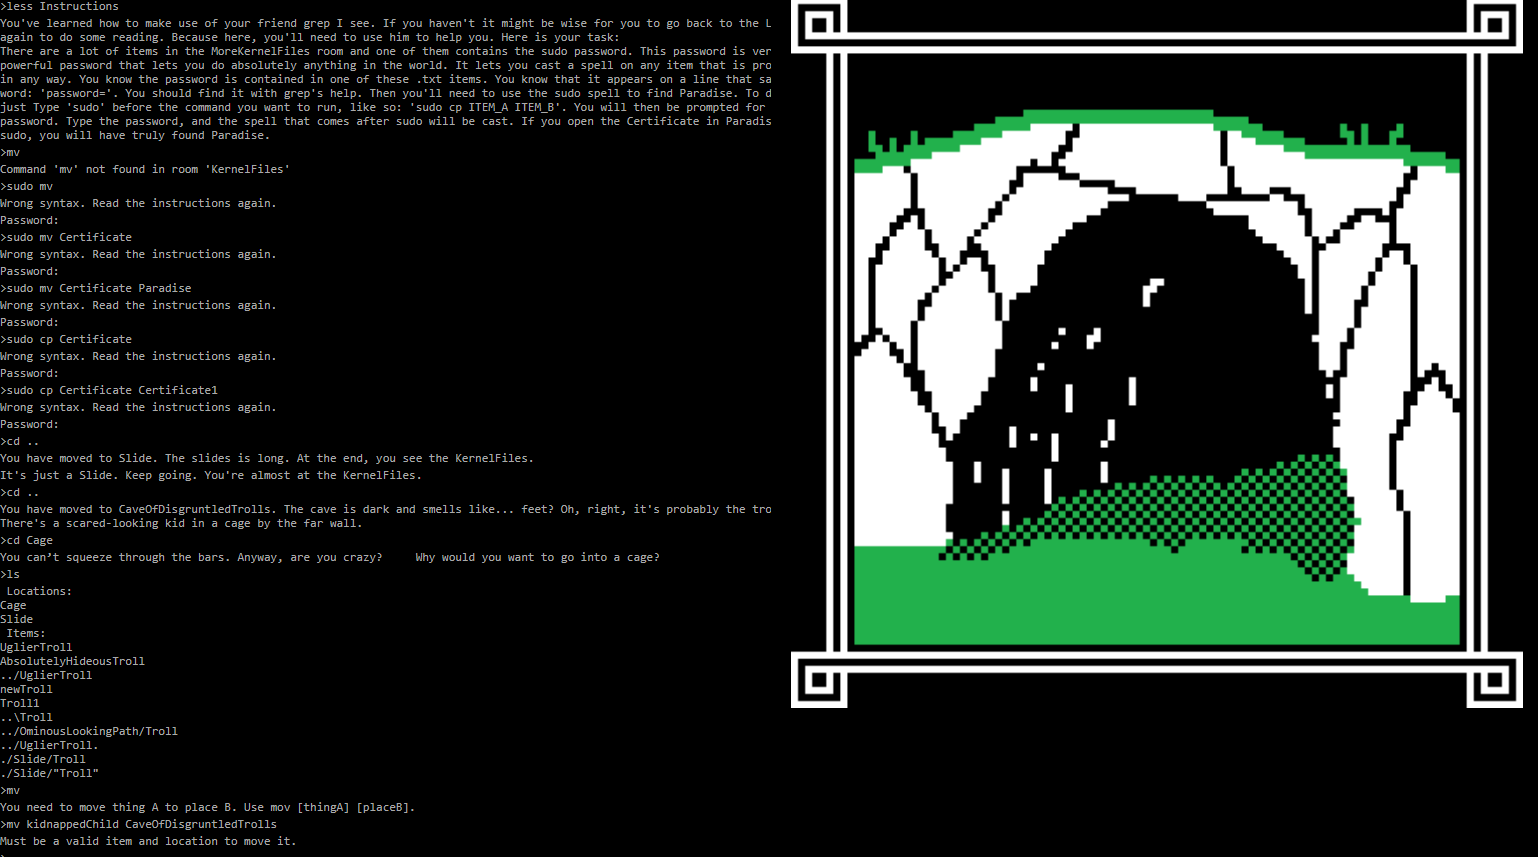 >less Instructions
You've learned how to make use of your friend grep I see. If you haven't it might be wise for you to go back to the L
again to do some reading. Because here, you'll need to use him to help you. Here is your task:
There are a lot of items in the MoreKernelFiles room and one of them contains the sudo password. This password is ver
powerful password that lets you do absolutely anything in the world. It lets you cast a spell on any item that is pro
in any way. You know the password is contained in one of these .txt items. You know that it appears on a line that sa
word: 'password='. You should find it with grep's help. Then you'll need to use the sudo spell to find Paradise. To d
just Type 'sudo' before the command you want to run, like so: 'sudo cp ITEM_A ITEM_B'. You will then be prompted for
password. Type the password, and the spell that comes after sudo will be cast. If you open the Certificate in Paradis
sudo, you will have truly found Paradise.
>mv
Command 'mv' not found in room 'KernelFiles'
>sudo mv
Wrong syntax. Read the instructions again.
Password:
>sudo mv Certificate
Wrong syntax. Read the instructions again.
Password:
>sudo mv Certificate Paradise
Wrong syntax. Read the instructions again.
Password:
>sudo cp Certificate
Wrong syntax. Read the instructions again.
Password:
>sudo cp Certificate Certificate1
Wrong syntax. Read the instructions again.
Password:
>cd ..
You have moved to Slide. The slides is long. At the end, you see the KernelFiles.
It's just a Slide. Keep going. You're almost at the KernelFiles.
>cd ..
You have moved to CaveOfDisgruntledTrolls. The cave is dark and smells like... feet? Oh, right, it's probably the tro
There's a scared-looking kid in a cage by the far wall.
>cd Cage
You can’t squeeze through the bars. Anyway, are you crazy?     Why would you want to go into a cage?
>ls
Locations:
Cage
Slide
Items:
UglierTroll
AbsolutelyHideousTroll
../UglierTroll
newTroll
Troll1
..\Troll
../OminousLookingPath/Troll
../UglierTroll.
./Slide/Troll
./Slide/"Troll"
>mv
You need to move thing A to place B. Use mov [thingA] [placeB].
>mv kidnappedChild CaveOfDisgruntledTrolls
Must be a valid item and location to move it.